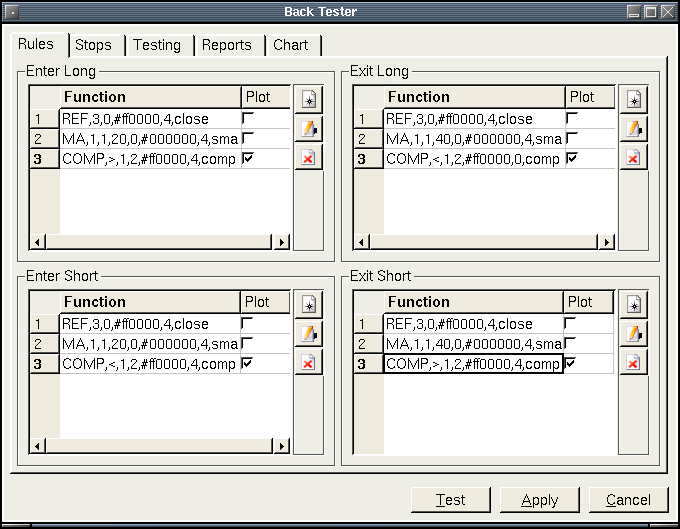 Back Tester
Rules Stops Testing Reports Chart
Enter Long
Function Plot
1 REF,3,0,#ff0000,4,close
2 MA,1,1,20,0,#000000,4,sma
3 COMP,>,1,2,#ff0000,4,comp
Exit Long
Function Plot
1 REF,3,0,#ff0000,4,close
2 MA,1,1,40,0,#000000,4,sma
3 COMP,<,1,2,#ff0000,0,comp
Enter Short
Function Plot
1 REF,3,0,#ff0000,4,close
2 MA,1,1,20,0,#000000,4,sma
3 COMP,<,1,2,#ff0000,4,comp
Exit Short
Function Plot
1 REF,3,0,#ff0000,4,close
2 MA,1,1,40,0,#000000,4,sma
3 COMP,>,1,2,#ff0000,4,comp
Test Apply Cancel